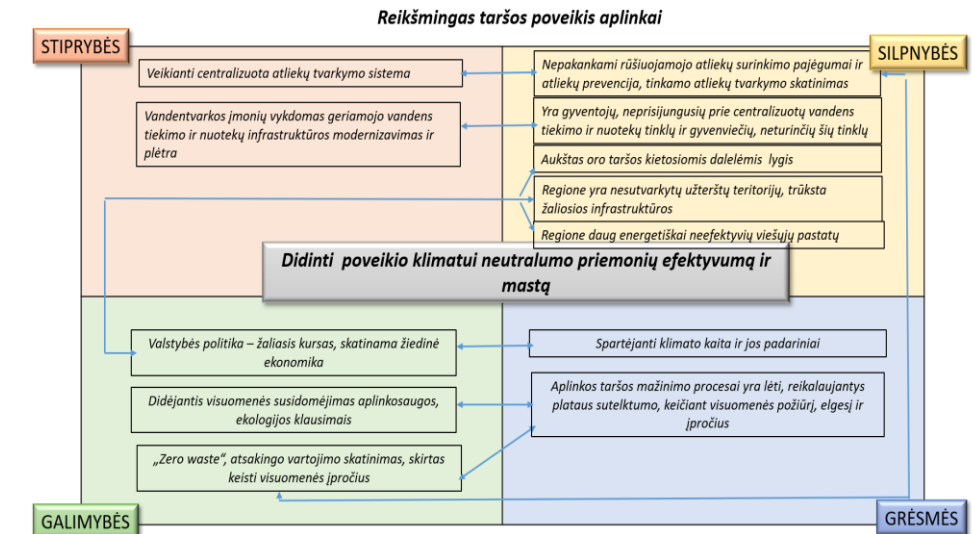 Reikšmingas taršos poveikis aplinkai
STIPRYBĖS
SILPNYBĖS
Veikianti centralizuota atliekų tvarkymo sistema
Vandentvarkos įmonių vykdomas geriamojo vandens
tiekimo ir nuotekų infrastruktūros modernizavimas ir
plėtra
Nepakankami rūšiuojamojo atliekų surinkimo pajėgumai ir
atliekų prevencija, tinkamo atliekų tvarkymo skatinimas
Yra gyventojų, neprisijungusių prie centralizuotų vandens
tiekimo ir nuotekų tinklų ir gyvenviečių, neturinčių šių tinklų
Aukštas oro taršos kietosiomis dalelėmis lygis
Regione yra nesutvarkytų užterštų teritorijų, trūksta
žaliosios infrastruktūros
Regione daug energetiškai neefektyvių viešųjų pastatų
Didinti poveikio klimatui neutralumo priemonių efektyvumą ir
mastą
Valstybės politika – žaliasis kursas, skatinama žiedinė
ekonomika
Didėjantis visuomenės susidomėjimas aplinkosaugos,
ekologijos klausimais
„Zero waste“, atsakingo vartojimo skatinimas, skirtas
keisti visuomenės įpročius
Spartėjanti klimato kaita ir jos padariniai
Aplinkos taršos mažinimo procesai yra lėti, reikalaujantys
plataus sutelktumo, keičiant visuomenės požiūrį, elgesį ir
įpročius
GALIMYBĖS
GRĖSMĖS